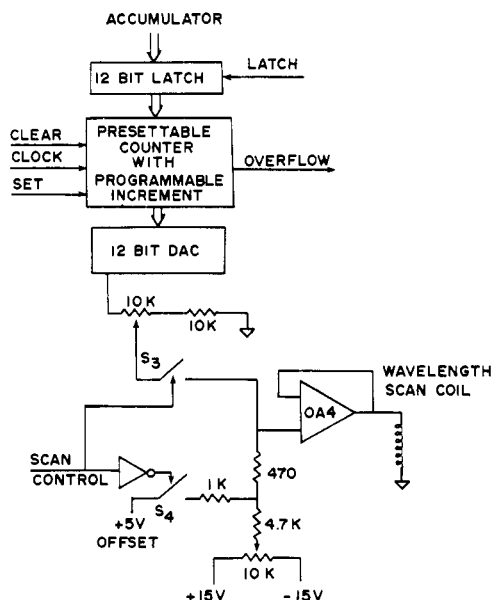 ACCUMULATOR
12 BIT LATCH
LATCH
CLEAR
CLOCK
SET
PRESETTABLE
COUNTER
WITH
PROGRAMMABLE
INCREMENT
OVERFLOW
12 BIT DAC
10K
10K
S3
WAVELENGTH
SCAN COIL
OA4
SCAN
CONTROL
470
1K
S4
+5V
OFFSET
4.7K
10K
+15V
-15V